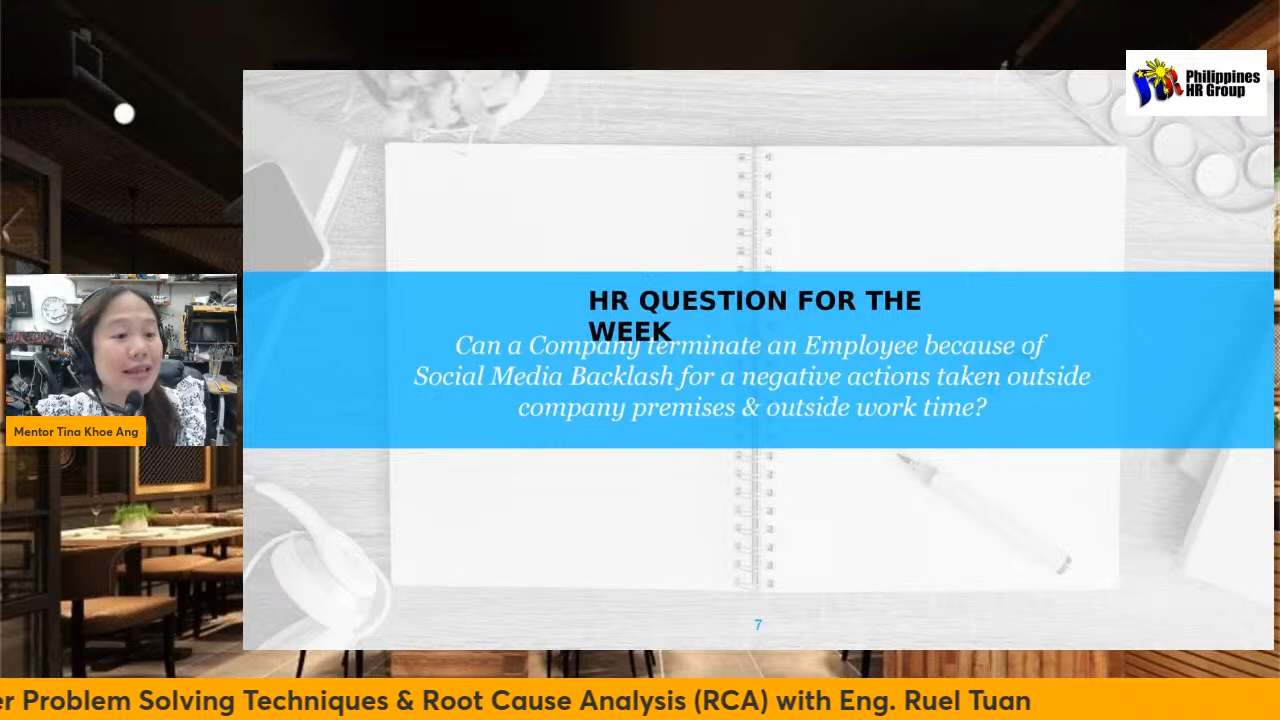 Philippines
HR Group
HR QUESTION FOR THE
WEEK
Can a Company terminate an Employee because of
Social Media Backlash for a negative actions taken outside
company premises & outside work time?
Mentor Tina Khoe Ang
7
er Problem Solving Techniques & Root Cause Analysis (RCA) with Eng. Ruel Tuan